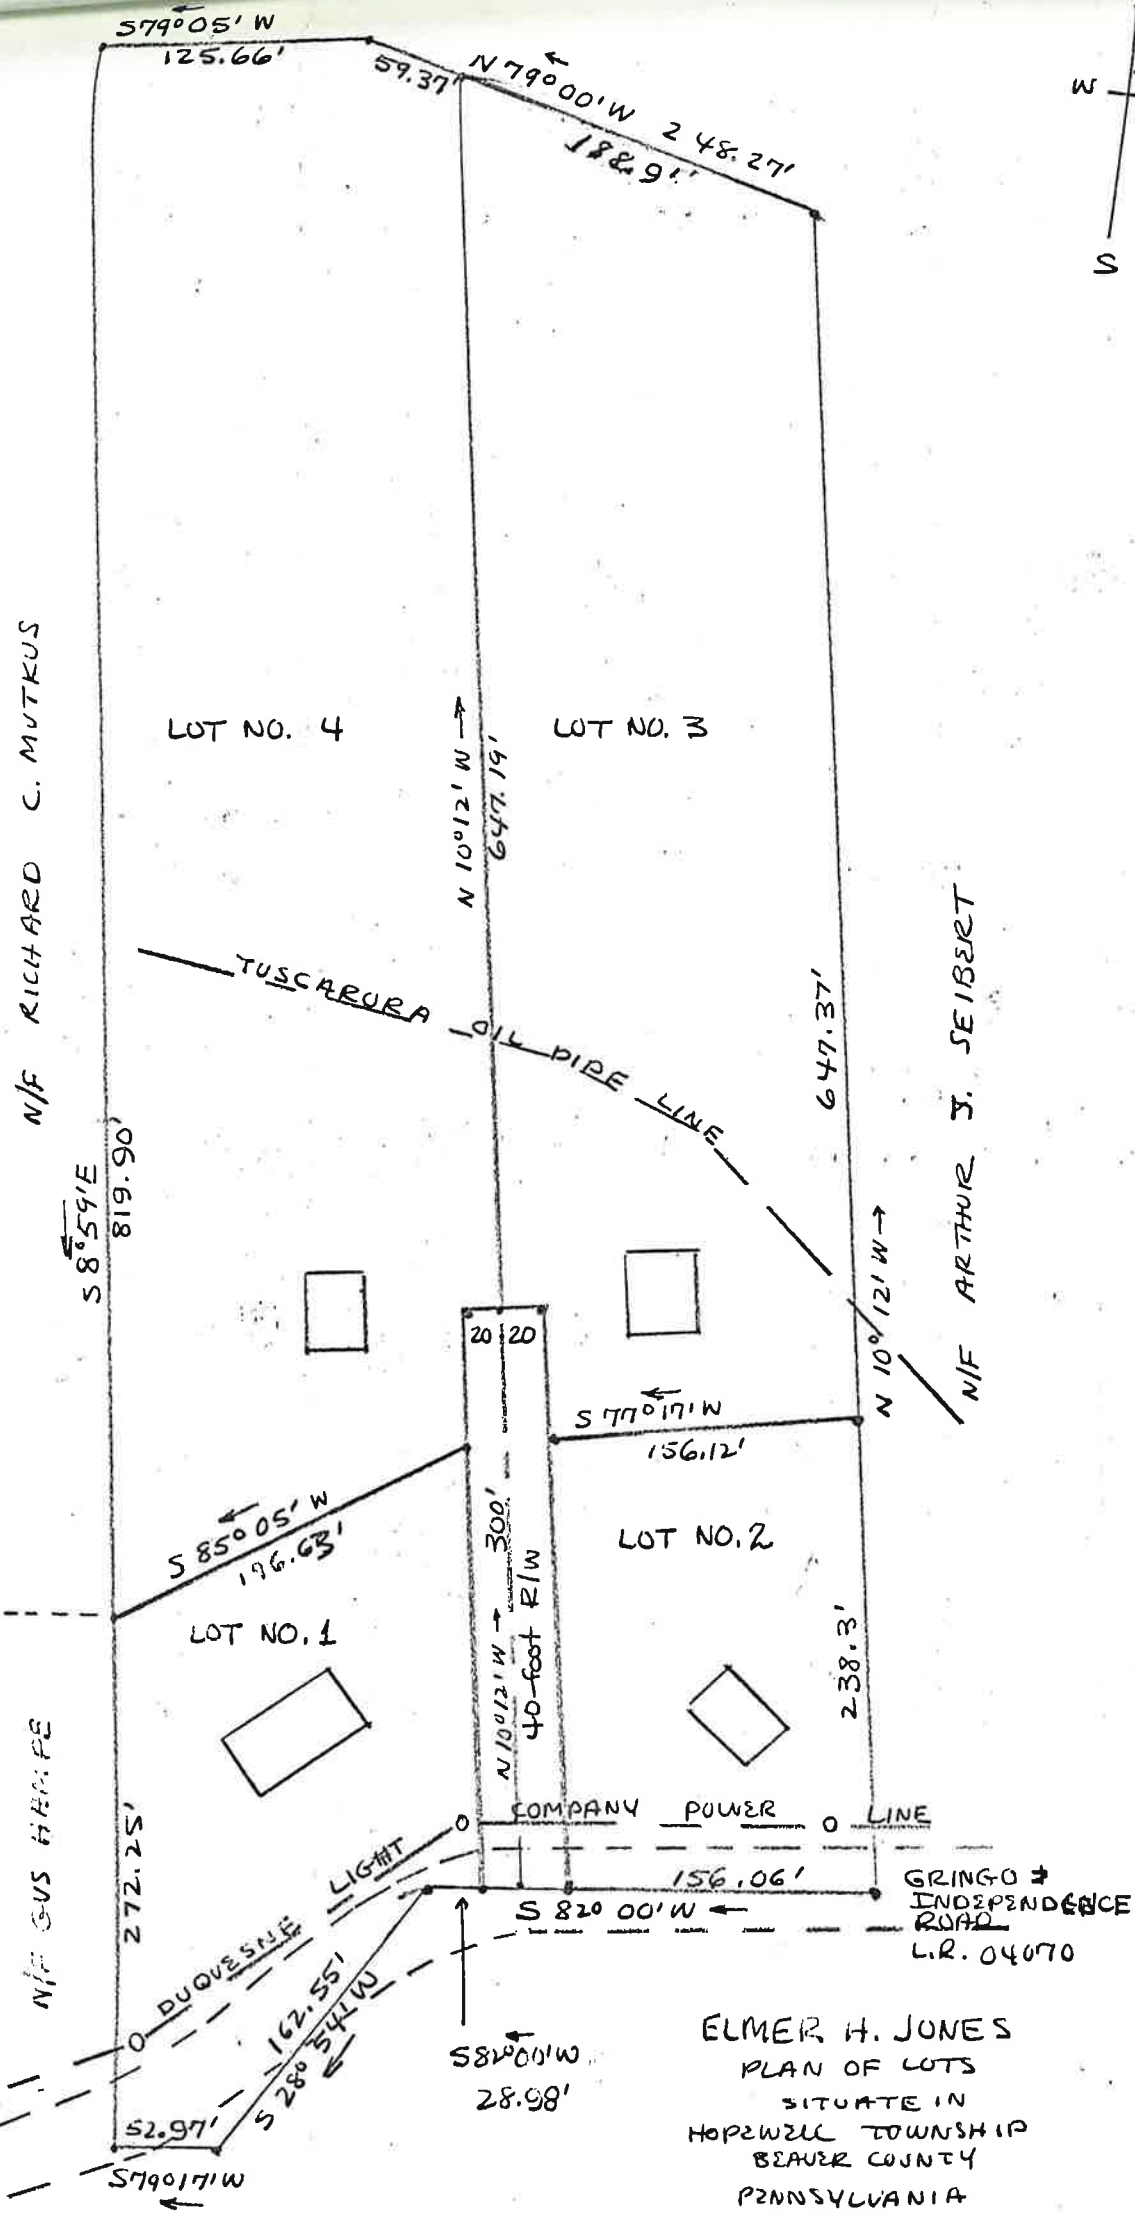 S79°05' W
125.66'
59.37'
N 79°00' W 248.27'
188.9'
W
S
N/F RICHARD C. MUTKUS
LOT NO. 4
N 10°12' W
647.19'
LOT NO. 3
TUSCARURA OIL PIPE LINE
647.37'
N/F ARTHUR J. SEIBERT
S 8°59' E
819.90'
N 10° 12' W
20 20
S 77°17' W
156.12'
S 85°05' W
176.63'
N 10°12' W 300'
40-foot R/W
LOT NO. 2
LOT NO. 1
238.3'
N/F GUS
272.25'
DUQUESNE LIGHT COMPANY POWER LINE
156.06'
S 82° 00' W
GRINGO &
INDEPENDENCE
ROAD
L.R. 04070
162.55'
S 28° 54' W
S82°00'W
28.98'
52.97'
S79°17'W
ELMER H. JONES
PLAN OF LOTS
SITUATE IN
HOPEWELL TOWNSHIP
BEAVER COUNTY
PENNSYLVANIA